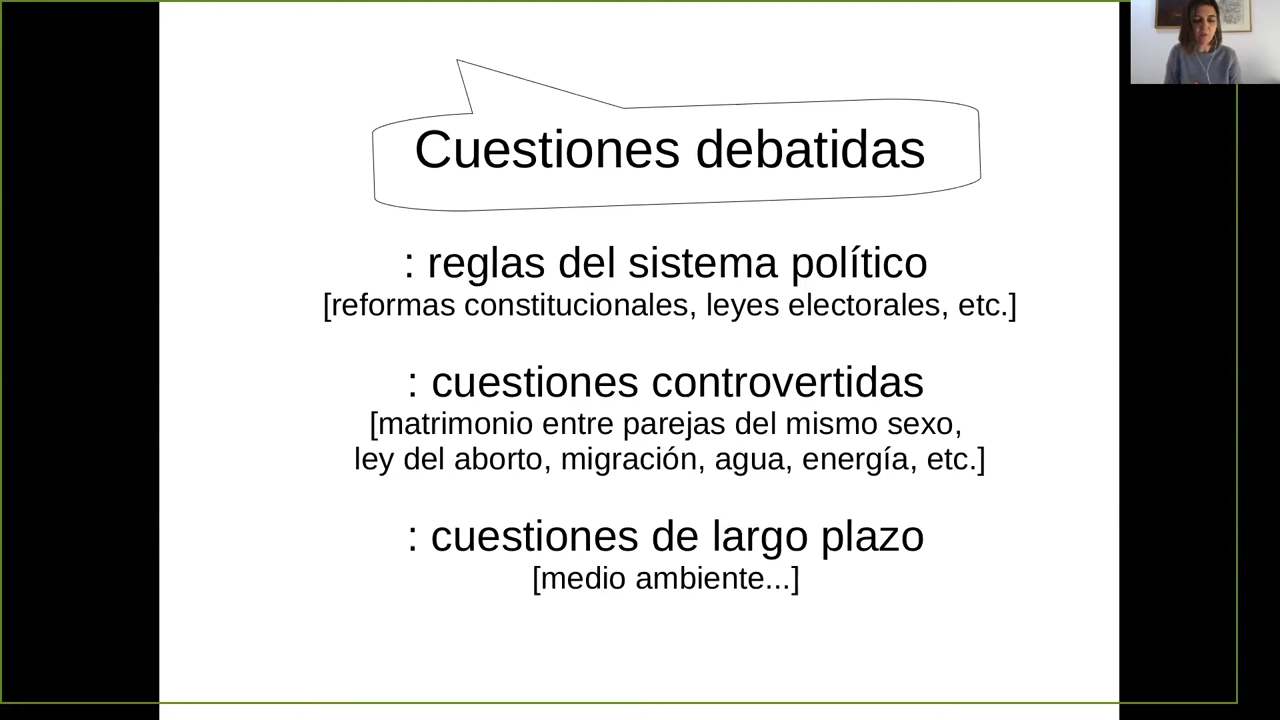 Cuestiones debatidas
: reglas del sistema político
[reformas constitucionales, leyes electorales, etc.]
: cuestiones controvertidas
[matrimonio entre parejas del mismo sexo,
ley del aborto, migración, agua, energía, etc.]
: cuestiones de largo plazo
[medio ambiente...]